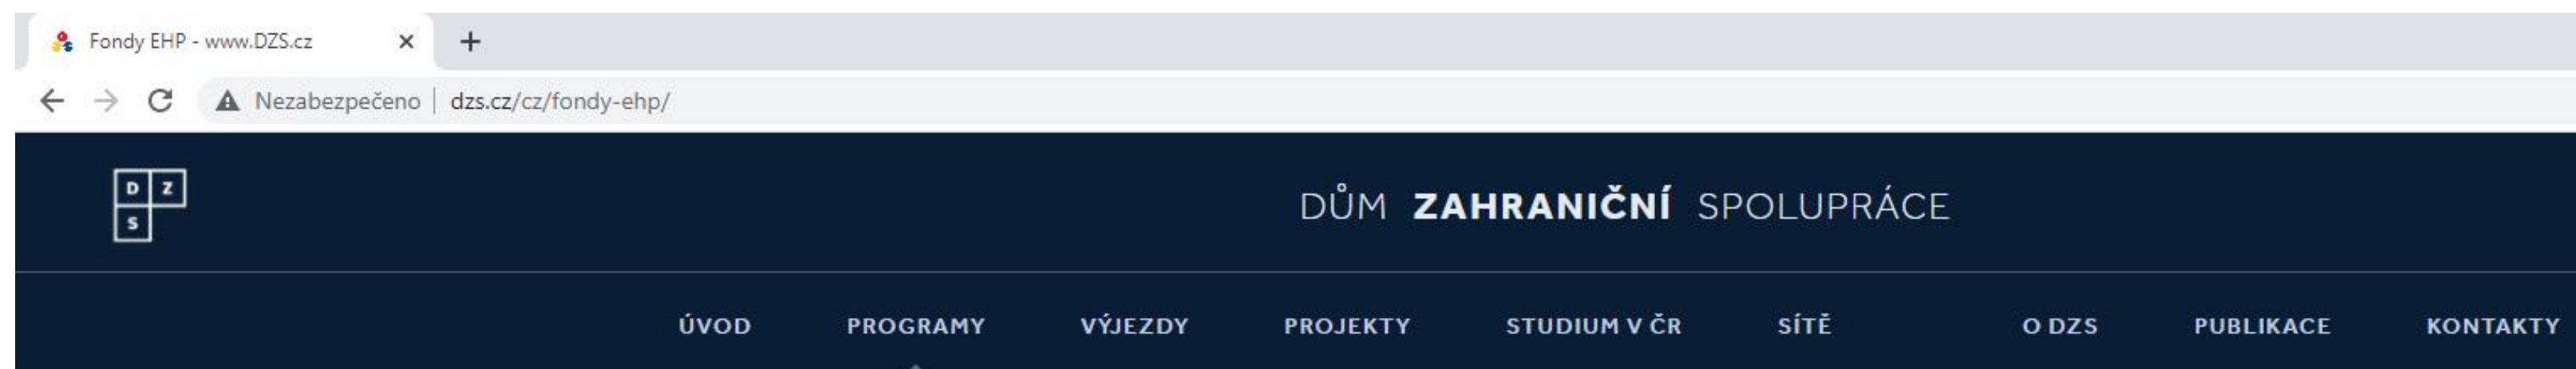 Fondy EHP - www.DZS.cz
Nezabezpečeno | dzs.cz/cz/fondy-ehp/
D Z
S
DŮM ZAHRANIČNÍ SPOLUPRÁCE
ÚVOD PROGRAMY VÝJEZDY PROJEKTY STUDIUM V ČR SÍTĚ O DZS PUBLIKACE KONTAKTY